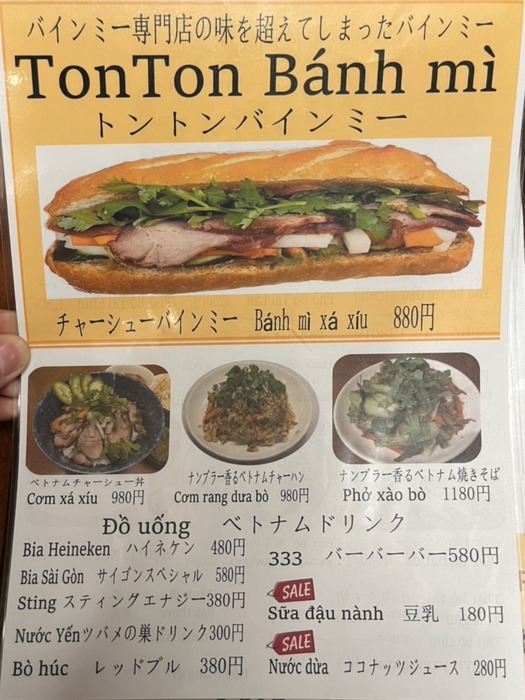 バインミー専門店の味を超えてしまったバインミー
TonTon Bánh mì
トントンバインミー
チャーシューバインミー Bánh mì xá xíu 880円
ベトナムチャーシュー丼
Cơm xá xíu 980円
ナンプラー香るベトナムチャーハン
Cơm rang dưa bò 980円
ナンプラー香るベトナム焼きそば
Phở xào bò 1180円
Đồ uống ベトナムドリンク
Bia Heineken ハイネケン 480円
333 バーバーバー580円
Bia Sài Gòn サイゴンスペシャル 580円
SALE
Sting スティングエナジー380円
Sữa đậu nành 豆乳 180円
Nước Yếnツバメの巣ドリンク300円
SALE
Bò húc レッドブル 380円
Nước dừa ココナッツジュース 280円